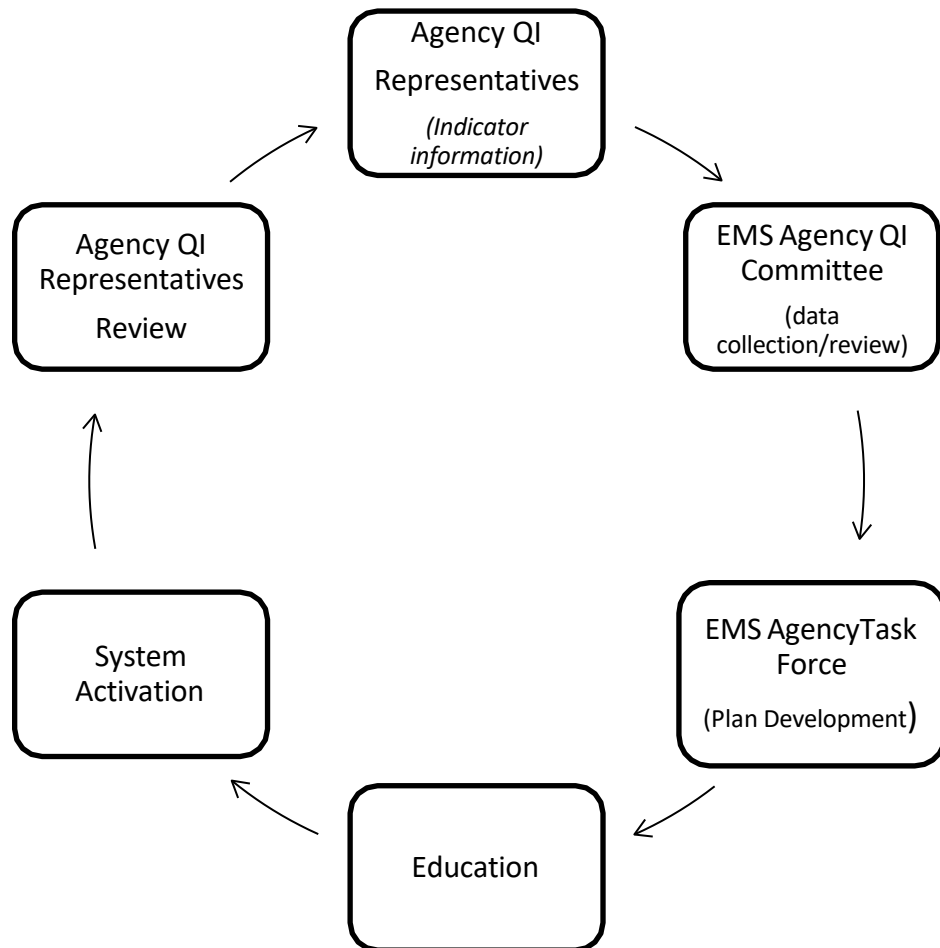 Agency QI
Representatives
(Indicator
information)
EMS Agency QI
Committee
(data
collection/review)
EMS AgencyTask
Force
(Plan Development)
Education
System
Activation
Agency QI
Representatives
Review